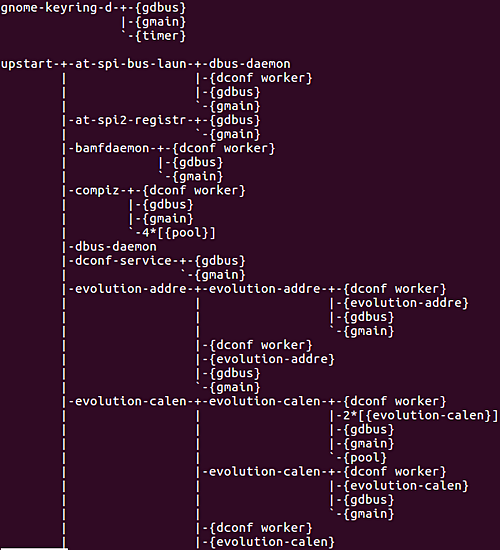 gnome-keyring-d-+-{gdbus}
                |-{gmain}
                `-{timer}

upstart-+-at-spi-bus-laun-+-dbus-daemon
        |                 |-{dconf worker}
        |                 |-{gdbus}
        |                 `-{gmain}
        |-at-spi2-registr-+-{gdbus}
        |                 `-{gmain}
        |-bamfdaemon-+-{dconf worker}
        |            |-{gdbus}
        |            `-{gmain}
        |-compiz-+-{dconf worker}
        |        |-{gdbus}
        |        |-{gmain}
        |        `-4*[{pool}]
        |-dbus-daemon
        |-dconf-service-+-{gdbus}
        |               `-{gmain}
        |-evolution-addre-+-evolution-addre-+-{dconf worker}
        |                 |                 |-{evolution-addre}
        |                 |                 |-{gdbus}
        |                 |                 `-{gmain}
        |                 |-{dconf worker}
        |                 |-{evolution-addre}
        |                 |-{gdbus}
        |                 `-{gmain}
        |-evolution-calen-+-evolution-calen-+-{dconf worker}
        |                 |                 |-2*[{evolution-calen}]
        |                 |                 |-{gdbus}
        |                 |                 |-{gmain}
        |                 |                 `-{pool}
        |                 |-evolution-calen-+-{dconf worker}
        |                 |                 |-{evolution-calen}
        |                 |                 |-{gdbus}
        |                 |                 `-{gmain}
        |                 |-{dconf worker}
        |                 |-{evolution-calen}